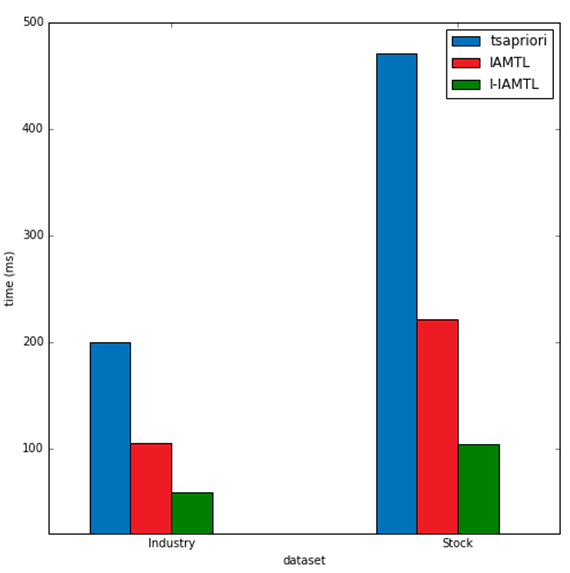 500
400
300
200
100
time (ms)
tsapriori
IAMTL
I-IAMTL
Industry
Stock
dataset